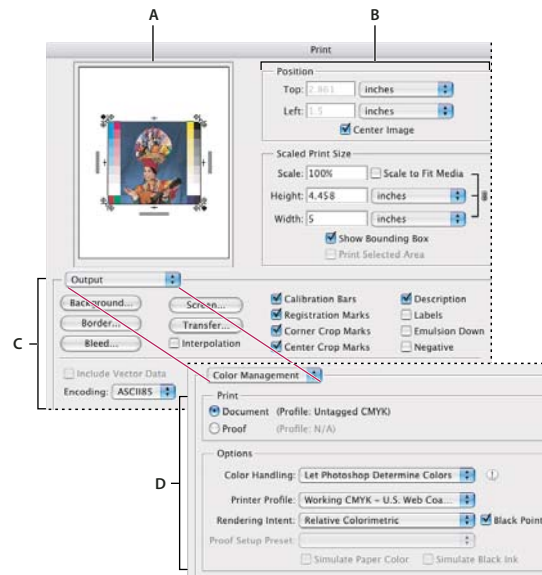 A
B
Print
Position
Top: 2.861 inches
Left: 1.5 inches
Center Image
Scaled Print Size
Scale: 100% Scale to Fit Media
Height: 4.458 inches
Width: 5 inches
Show Bounding Box
Print Selected Area
C
Output
Background... Screen... Calibration Bars Description
Border... Transfer... Registration Marks Labels
Bleed... Interpolation Corner Crop Marks Emulsion Down
Center Crop Marks Negative
Include Vector Data
Encoding: ASCII85
D
Color Management
Print
Document (Profile: Untagged CMYK)
Proof (Profile: N/A)
Options
Color Handling: Let Photoshop Determine Colors
Printer Profile: Working CMYK – U.S. Web Coa...
Rendering Intent: Relative Colorimetric Black Point
Proof Setup Preset:
Simulate Paper Color Simulate Black Ink